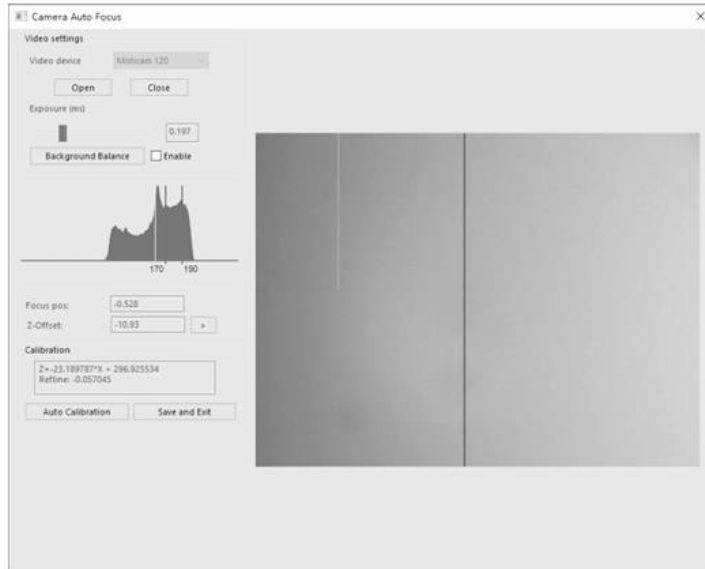 Camera Auto Focus
Video settings
Video device
Moticam 120
Open
Close
Exposure (ms)
0.197
Background Balance
Enable
170 190
Focus pos:
-0.528
Z-Offset:
-10.93
>
Calibration
Z=-23.189787*X + 296.925534
Refline: -0.057045
Auto Calibration
Save and Exit